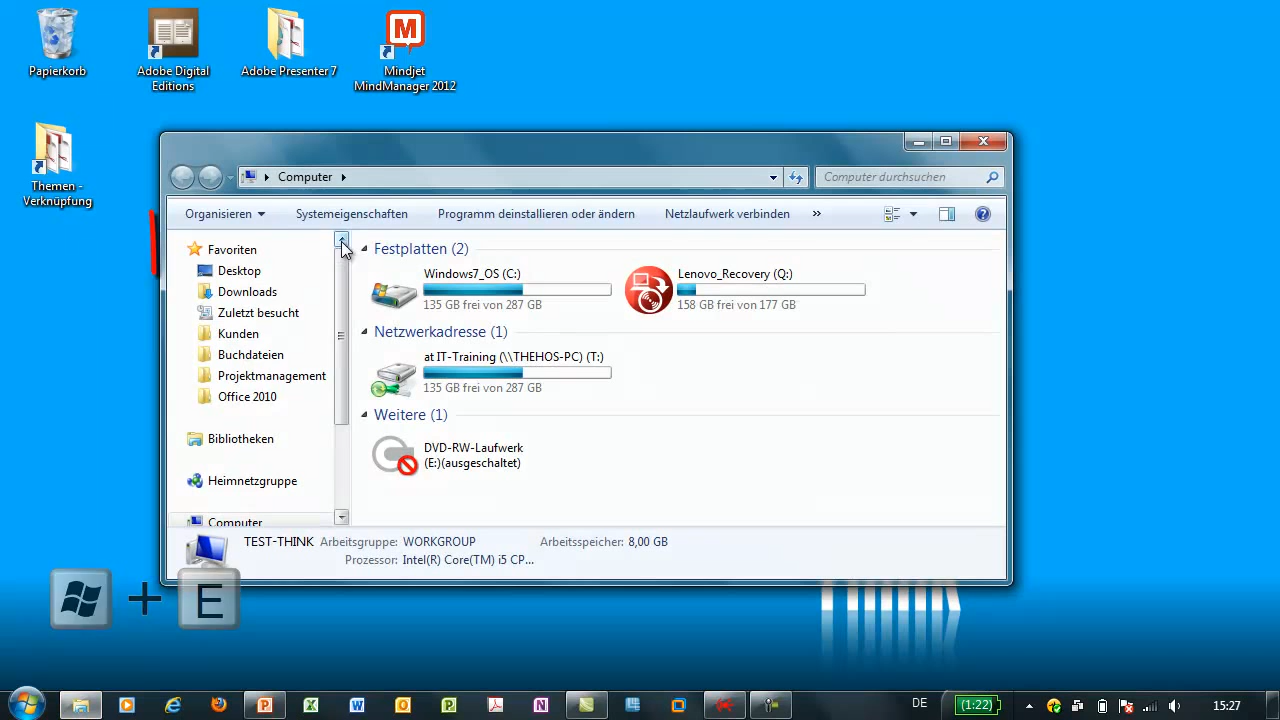 Papierkorb
Adobe Digital
Editions
Adobe Presenter 7
M
Mindjet
MindManager 2012
Themen -
Verknüpfung
Computer
Computer durchsuchen
Organisieren
Systemeigenschaften
Programm deinstallieren oder ändern
Netzlaufwerk verbinden
»
Favoriten
Desktop
Downloads
Zuletzt besucht
Kunden
Buchdateien
Projektmanagement
Office 2010
Bibliotheken
Heimnetzgruppe
Computer
Festplatten (2)
Windows7_OS (C:)
135 GB frei von 287 GB
Lenovo_Recovery (Q:)
158 GB frei von 177 GB
Netzwerkadresse (1)
at IT-Training (\\THEHOS-PC) (T:)
135 GB frei von 287 GB
Weitere (1)
DVD-RW-Laufwerk
(E:)(ausgeschaltet)
TEST-THINK Arbeitsgruppe: WORKGROUP Arbeitsspeicher: 8,00 GB
Prozessor: Intel(R) Core(TM) i5 CP...
+ E
DE
(1:22)
15:27